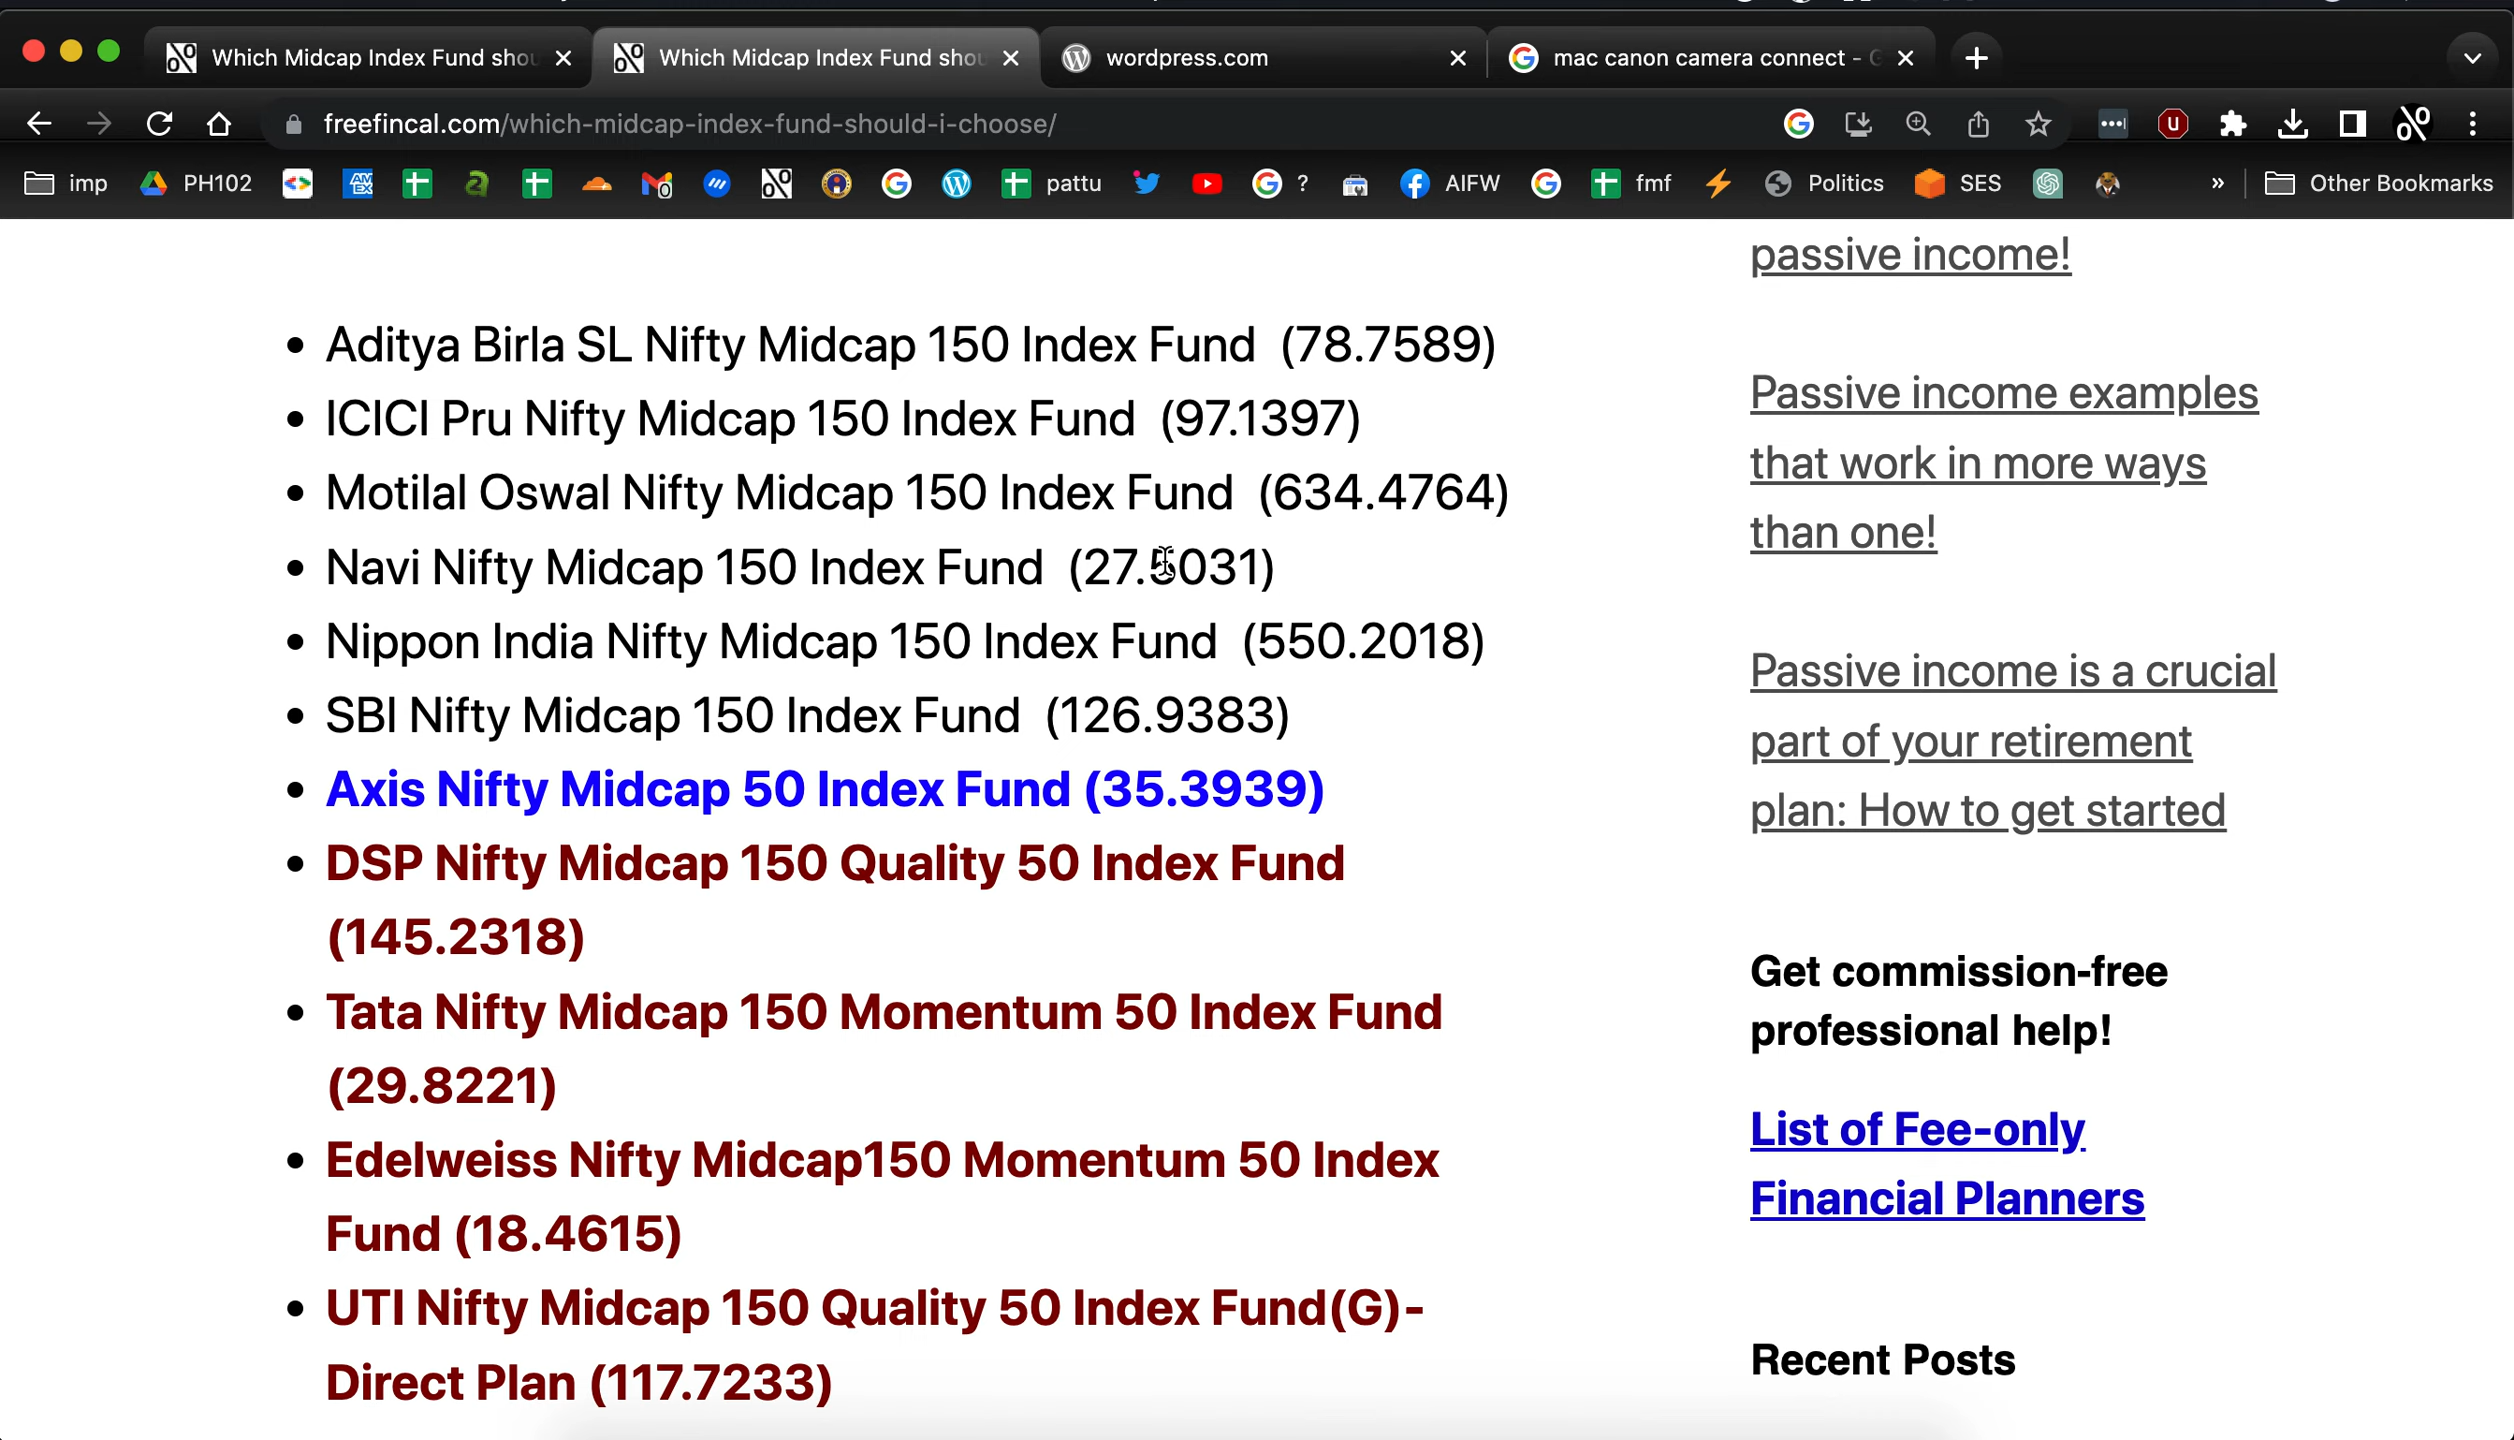 Which Midcap Index Fund shou
Which Midcap Index Fund shou
wordpress.com
mac canon camera connect - G
freefincal.com/which-midcap-index-fund-should-i-choose/
imp
PH102
pattu
?
AIFW
fmf
Politics
SES
»
Other Bookmarks
• Aditya Birla SL Nifty Midcap 150 Index Fund (78.7589)
• ICICI Pru Nifty Midcap 150 Index Fund (97.1397)
• Motilal Oswal Nifty Midcap 150 Index Fund (634.4764)
• Navi Nifty Midcap 150 Index Fund (27.5031)
• Nippon India Nifty Midcap 150 Index Fund (550.2018)
• SBI Nifty Midcap 150 Index Fund (126.9383)
• Axis Nifty Midcap 50 Index Fund (35.3939)
• DSP Nifty Midcap 150 Quality 50 Index Fund
(145.2318)
• Tata Nifty Midcap 150 Momentum 50 Index Fund
(29.8221)
• Edelweiss Nifty Midcap150 Momentum 50 Index
Fund (18.4615)
• UTI Nifty Midcap 150 Quality 50 Index Fund(G)-
Direct Plan (117.7233)
passive income!
Passive income examples
that work in more ways
than one!
Passive income is a crucial
part of your retirement
plan: How to get started
Get commission-free
professional help!
List of Fee-only
Financial Planners
Recent Posts